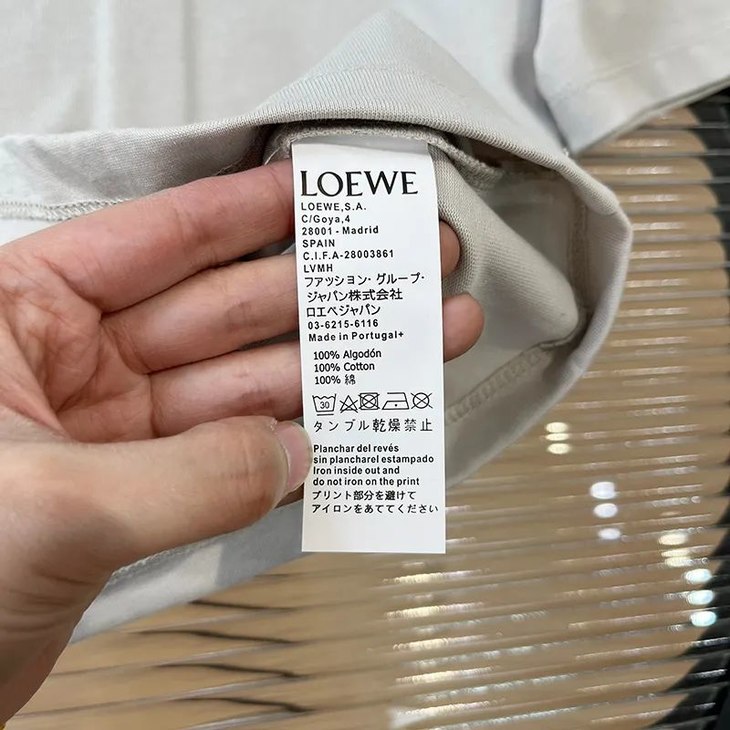 LOEWE
LOEWE,S.A.
C/Goya,4
28001 - Madrid
SPAIN
C.I.F.A-28003861
LVMH
ファッション・グループ・
ジャパン株式会社
ロエベジャパン
03-6215-6116
Made in Portugal+
100% Algodón
100% Cotton
100% 綿
30
タンブル乾燥禁止
Planchar del revés
sin plancharel estampado
Iron inside out and
do not iron on the print
プリント部分を避けて
アイロンをあててください